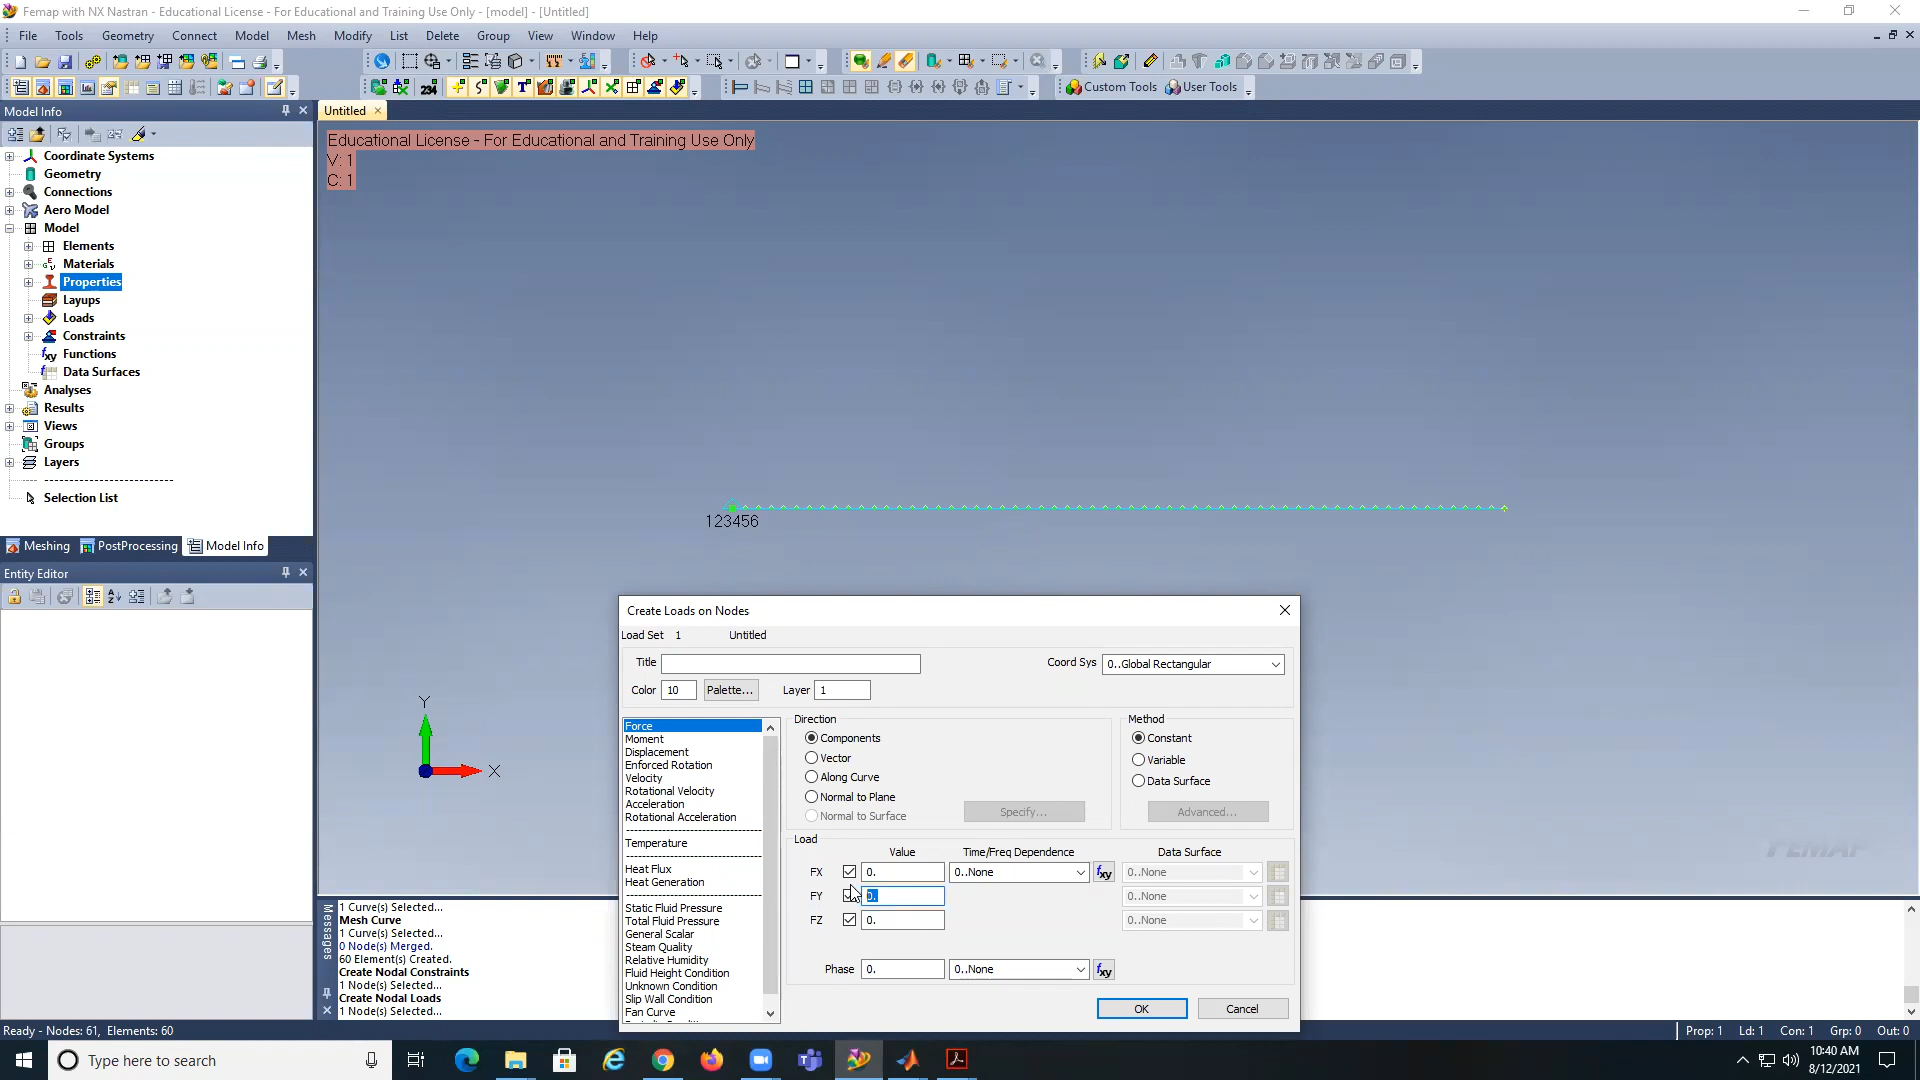 Femap with NX Nastran - Educational License - For Educational and Training Use Only - [model] - [Untitled]
File Tools Geometry Connect Model Mesh Modify List Delete Group View Window Help
234
Custom Tools User Tools
Model Info
Untitled
Educational License - For Educational and Training Use Only
V: 1
C: 1
Coordinate Systems
Geometry
Connections
Aero Model
Model
Elements
Materials
Properties
Layups
Loads
Constraints
Functions
Data Surfaces
Analyses
Results
Views
Groups
Layers
Selection List
Meshing PostProcessing Model Info
Entity Editor
123456
Y
X
FEMAP
Create Loads on Nodes
Load Set 1 Untitled
Title
Coord Sys 0..Global Rectangular
Color 10 Palette... Layer 1
Force
Moment
Displacement
Enforced Rotation
Velocity
Rotational Velocity
Acceleration
Rotational Acceleration
Temperature
Heat Flux
Heat Generation
Static Fluid Pressure
Total Fluid Pressure
General Scalar
Steam Quality
Relative Humidity
Fluid Height Condition
Unknown Condition
Slip Wall Condition
Fan Curve
Direction
Components
Vector
Along Curve
Normal to Plane
Normal to Surface
Specify...
Method
Constant
Variable
Data Surface
Advanced...
Load
Value Time/Freq Dependence Data Surface
FX 0. 0..None 0..None
FY 0. 0..None
FZ 0. 0..None
Phase 0. 0..None
OK Cancel
Messages
1 Curve(s) Selected...
Mesh Curve
1 Curve(s) Selected...
0 Node(s) Merged.
60 Element(s) Created.
Create Nodal Constraints
1 Node(s) Selected...
Create Nodal Loads
1 Node(s) Selected...
Ready - Nodes: 61, Elements: 60
Prop: 1 Ld: 1 Con: 1 Grp: 0 Out: 0
Type here to search
10:40 AM
8/12/2021